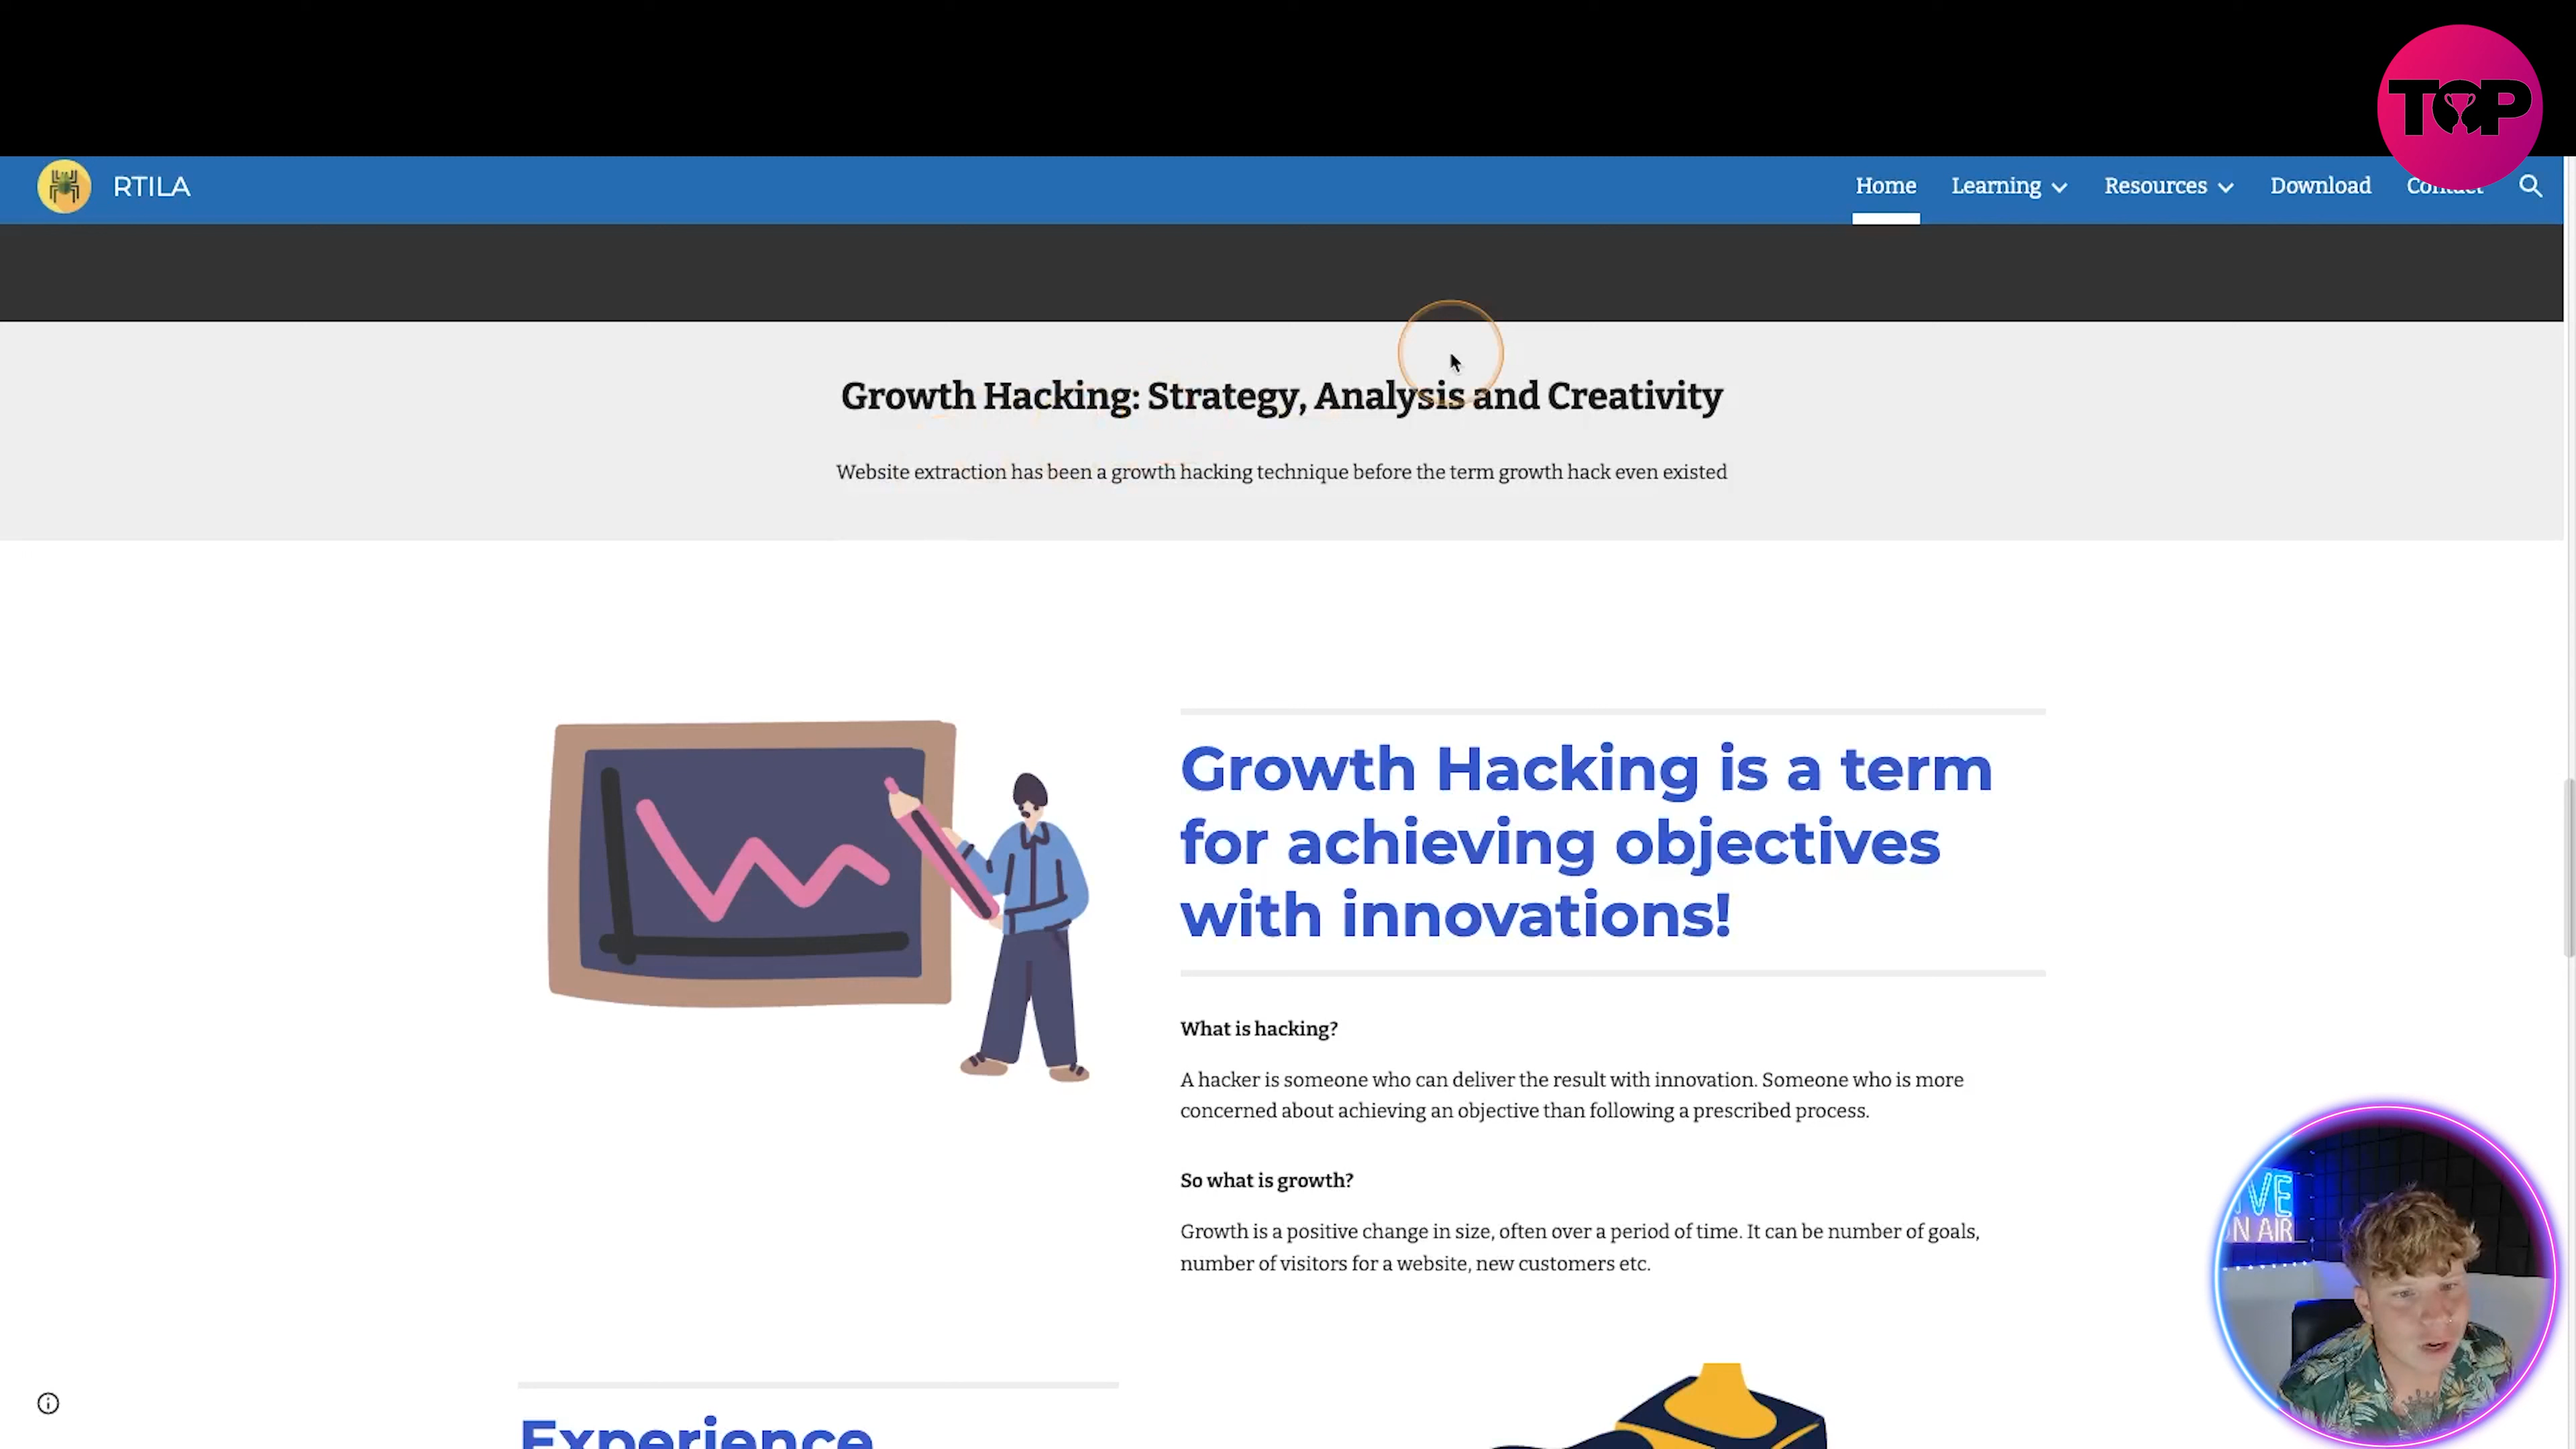 TOP
RTILA
Home
Learning
Resources
Download
Contact
Growth Hacking: Strategy, Analysis and Creativity
Website extraction has been a growth hacking technique before the term growth hack even existed
Growth Hacking is a term
for achieving objectives
with innovations!
What is hacking?
A hacker is someone who can deliver the result with innovation. Someone who is more
concerned about achieving an objective than following a prescribed process.
So what is growth?
Growth is a positive change in size, often over a period of time. It can be number of goals,
number of visitors for a website, new customers etc.
Experience
IVE
N AIR